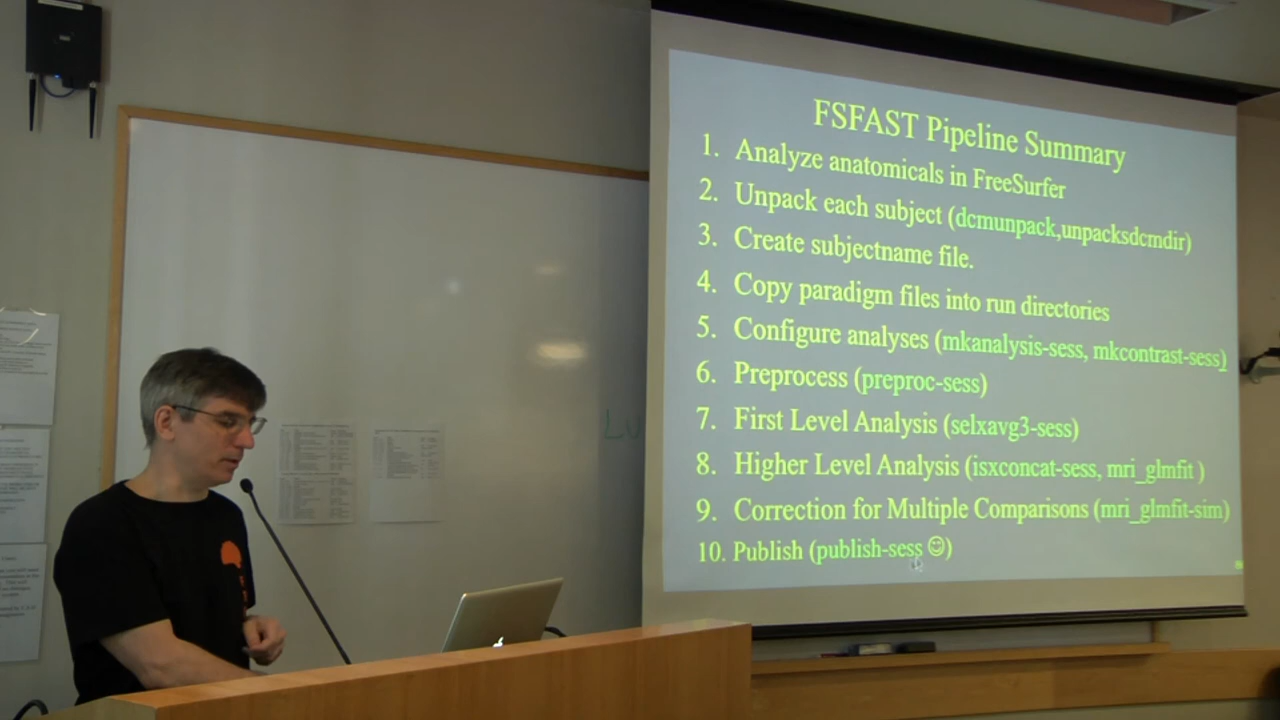 FSFAST Pipeline Summary
1. Analyze anatomicals in FreeSurfer
2. Unpack each subject (dcmunpack,unpacksdcmdir)
3. Create subjectname file.
4. Copy paradigm files into run directories
5. Configure analyses (mkanalysis-sess, mkcontrast-sess)
6. Preprocess (preproc-sess)
7. First Level Analysis (selxavg3-sess)
8. Higher Level Analysis (isxconcat-sess, mri_glmfit )
9. Correction for Multiple Comparisons (mri_glmfit-sim)
10. Publish (publish-sess ☺)